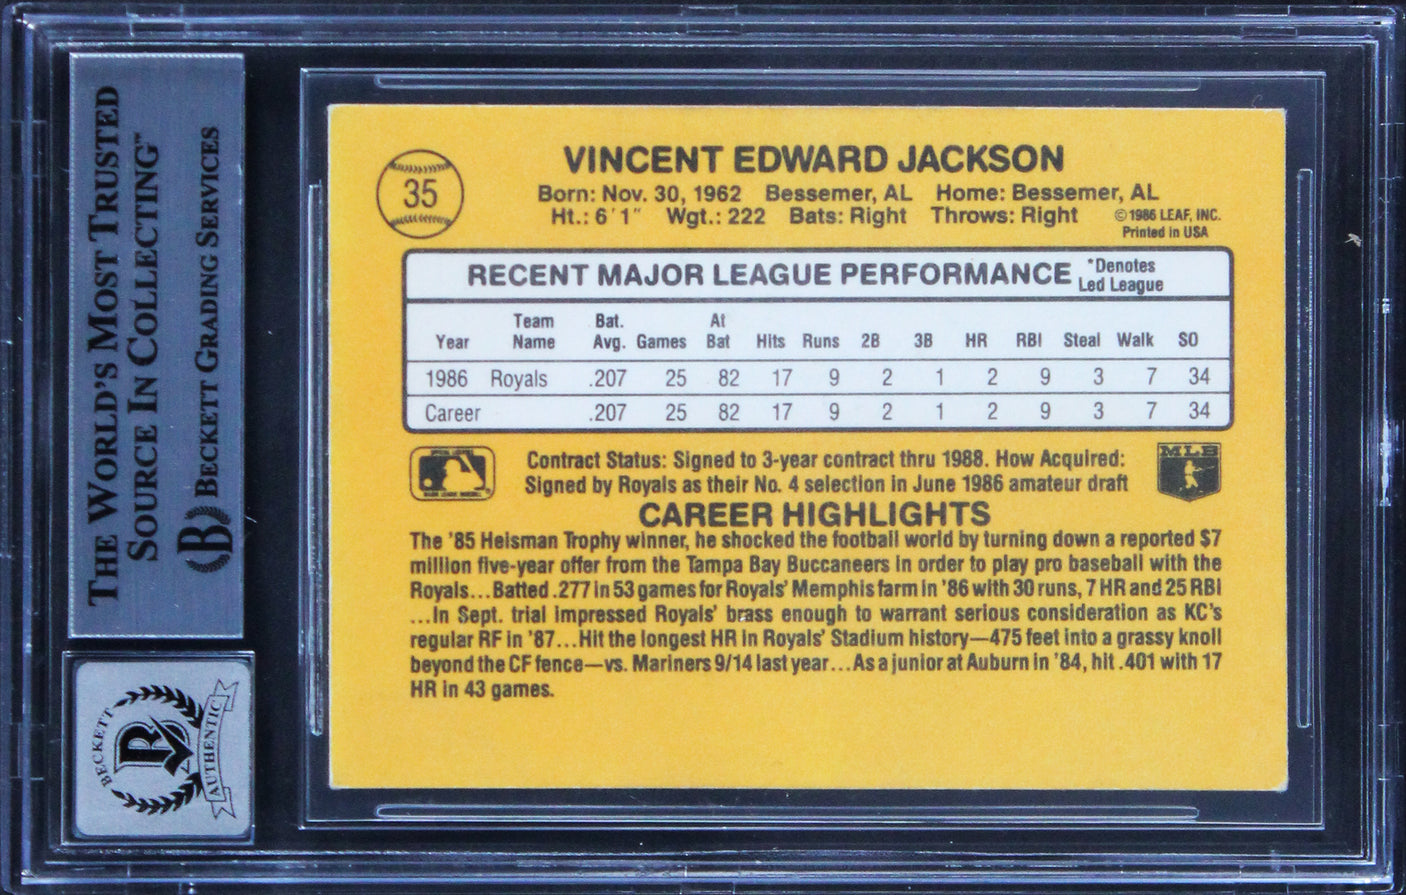 THE WORLD'S MOST TRUSTED
SOURCE IN COLLECTING™
BECKETT GRADING SERVICES
B
BECKETT
B
AUTHENTIC
35
VINCENT EDWARD JACKSON
Born: Nov. 30, 1962 Bessemer, AL Home: Bessemer, AL
Ht.: 6'1" Wgt.: 222 Bats: Right Throws: Right
©1986 LEAF, INC.
Printed in USA
RECENT MAJOR LEAGUE PERFORMANCE *Denotes
Led League
Year Team Name Bat. Avg. Games At Bat Hits Runs 2B 3B HR RBI Steal Walk SO
1986 Royals .207 25 82 17 9 2 1 2 9 3 7 34
Career .207 25 82 17 9 2 1 2 9 3 7 34
Contract Status: Signed to 3-year contract thru 1988. How Acquired:
Signed by Royals as their No. 4 selection in June 1986 amateur draft
MLB
CAREER HIGHLIGHTS
The '85 Heisman Trophy winner, he shocked the football world by turning down a reported $7
million five-year offer from the Tampa Bay Buccaneers in order to play pro baseball with the
Royals...Batted .277 in 53 games for Royals' Memphis farm in '86 with 30 runs, 7 HR and 25 RBI
...In Sept. trial impressed Royals' brass enough to warrant serious consideration as KC's
regular RF in '87...Hit the longest HR in Royals' Stadium history—475 feet into a grassy knoll
beyond the CF fence—vs. Mariners 9/14 last year...As a junior at Auburn in '84, hit .401 with 17
HR in 43 games.